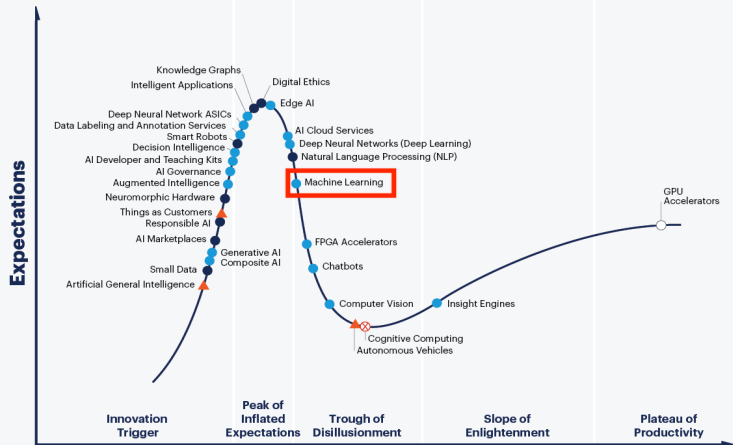 Knowledge Graphs
Digital Ethics
Intelligent Applications
Edge AI
Deep Neural Network ASICs
Data Labeling and Annotation Services
Smart Robots
Decision Intelligence
AI Developer and Teaching Kits
AI Governance
Augmented Intelligence
Neuromorphic Hardware
Things as Customers
Responsible AI
AI Marketplaces
Generative AI
Composite AI
Small Data
Artificial General Intelligence
AI Cloud Services
Deep Neural Networks (Deep Learning)
Natural Language Processing (NLP)
Machine Learning
FPGA Accelerators
Chatbots
Computer Vision
Cognitive Computing
Autonomous Vehicles
Insight Engines
GPU
Accelerators
Expectations
Innovation
Trigger
Peak of
Inflated
Expectations
Trough of
Disillusionment
Slope of
Enlightenment
Plateau of
Productivity